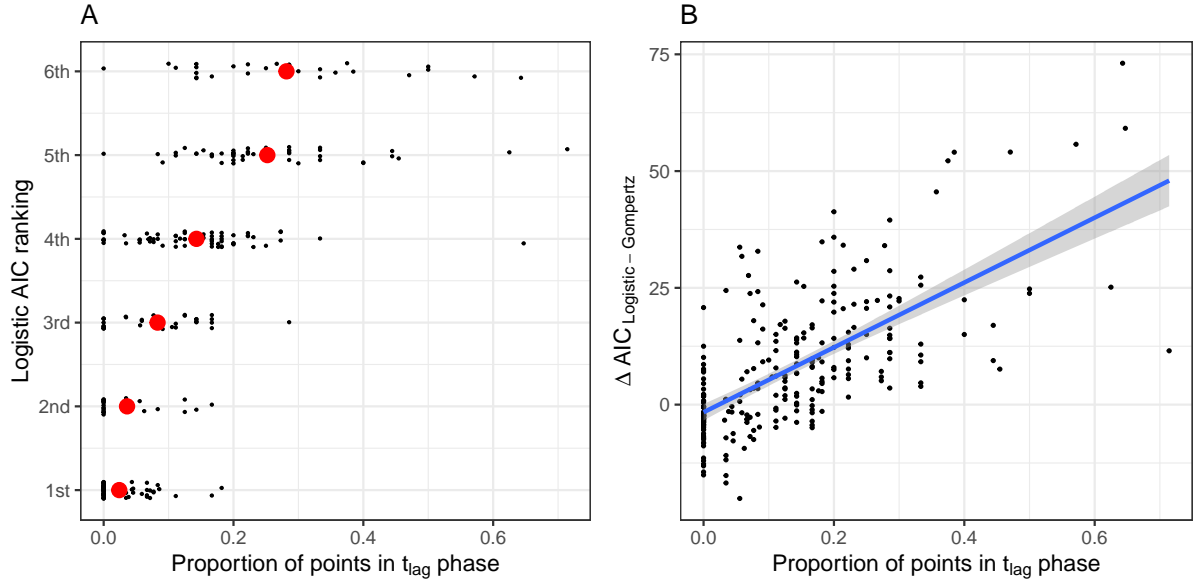 A
Logistic AIC ranking
6th
5th
4th
3rd
2nd
1st
0.0 0.2 0.4 0.6
Proportion of points in tlag phase
B
Δ AIC Logistic − Gompertz
75
50
25
0
0.0 0.2 0.4 0.6
Proportion of points in tlag phase